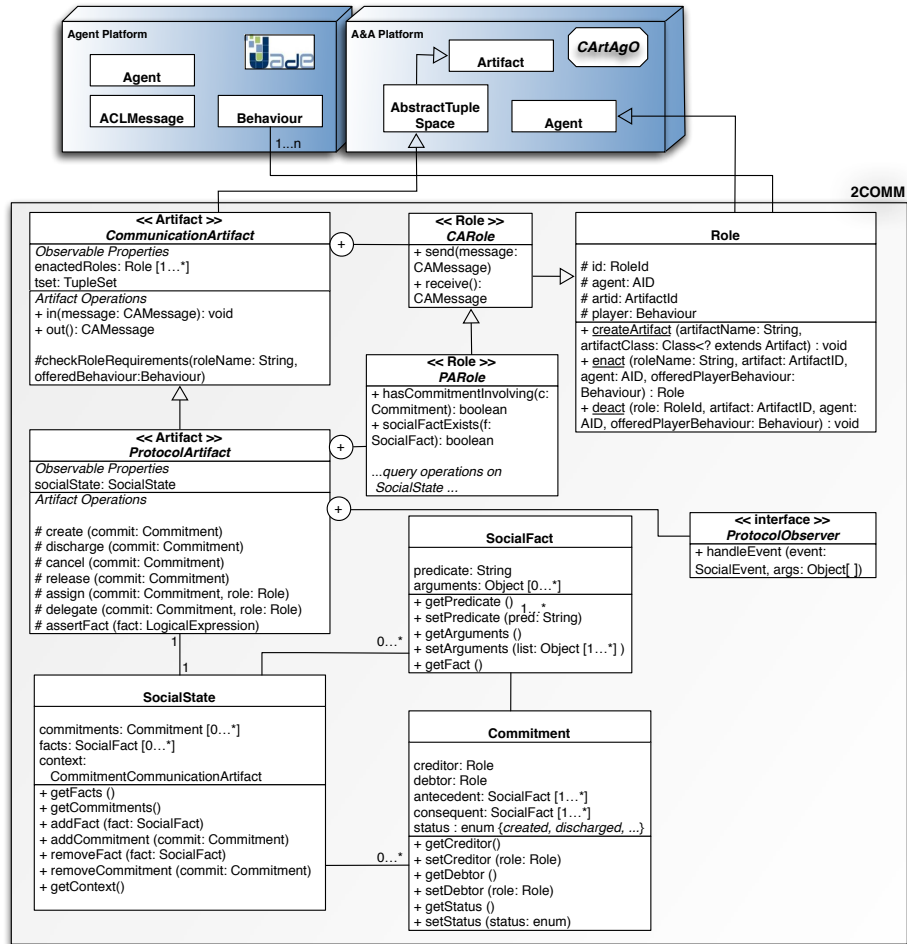 Agent Platform
Jade
Agent
ACLMessage
Behaviour
1...n
A&A Platform
CArtAgO
Artifact
AbstractTuple
Space
Agent
2COMM
<< Artifact >>
CommunicationArtifact
Observable Properties
enactedRoles: Role [1...*]
tset: TupleSet
Artifact Operations
+ in(message: CAMessage): void
+ out(): CAMessage
#checkRoleRequirements(roleName: String,
offeredBehaviour:Behaviour)
+
<< Role >>
CARole
+ send(message:
CAMessage)
+ receive():
CAMessage
Role
# id: RoleId
# agent: AID
# artid: ArtifactId
# player: Behaviour
+ createArtifact (artifactName: String,
artifactClass: Class<? extends Artifact) : void
+ enact (roleName: String, artifact: ArtifactID,
agent: AID, offeredPlayerBehaviour:
Behaviour) : Role
+ deact (role: RoleId, artifact: ArtifactID, agent:
AID, offeredPlayerBehaviour: Behaviour) : void
<< Role >>
PARole
+ hasCommitmentInvolving(c:
Commitment): boolean
+ socialFactExists(f:
SocialFact): boolean
...query operations on
SocialState ...
<< Artifact >>
ProtocolArtifact
Observable Properties
socialState: SocialState
Artifact Operations
# create (commit: Commitment)
# discharge (commit: Commitment)
# cancel (commit: Commitment)
# release (commit: Commitment)
# assign (commit: Commitment, role: Role)
# delegate (commit: Commitment, role: Role)
# assertFact (fact: LogicalExpression)
+
+
<< interface >>
ProtocolObserver
+ handleEvent (event:
SocialEvent, args: Object[ ])
SocialFact
predicate: String
arguments: Object [0...*]
+ getPredicate ()
1...*
+ setPredicate (pred: String)
+ getArguments ()
+ setArguments (list: Object [1...*] )
+ getFact ()
1
1
0...*
SocialState
commitments: Commitment [0...*]
facts: SocialFact [0...*]
context:
CommitmentCommunicationArtifact
+ getFacts ()
+ getCommitments()
+ addFact (fact: SocialFact)
+ addCommitment (commit: Commitment)
+ removeFact (fact: SocialFact)
+ removeCommitment (commit: Commitment)
+ getContext()
0...*
Commitment
creditor: Role
debtor: Role
antecedent: SocialFact [1...*]
consequent: SocialFact [1...*]
status : enum {created, discharged, ...}
+ getCreditor()
+ setCreditor (role: Role)
+ getDebtor ()
+ setDebtor (role: Role)
+ getStatus ()
+ setStatus (status: enum)